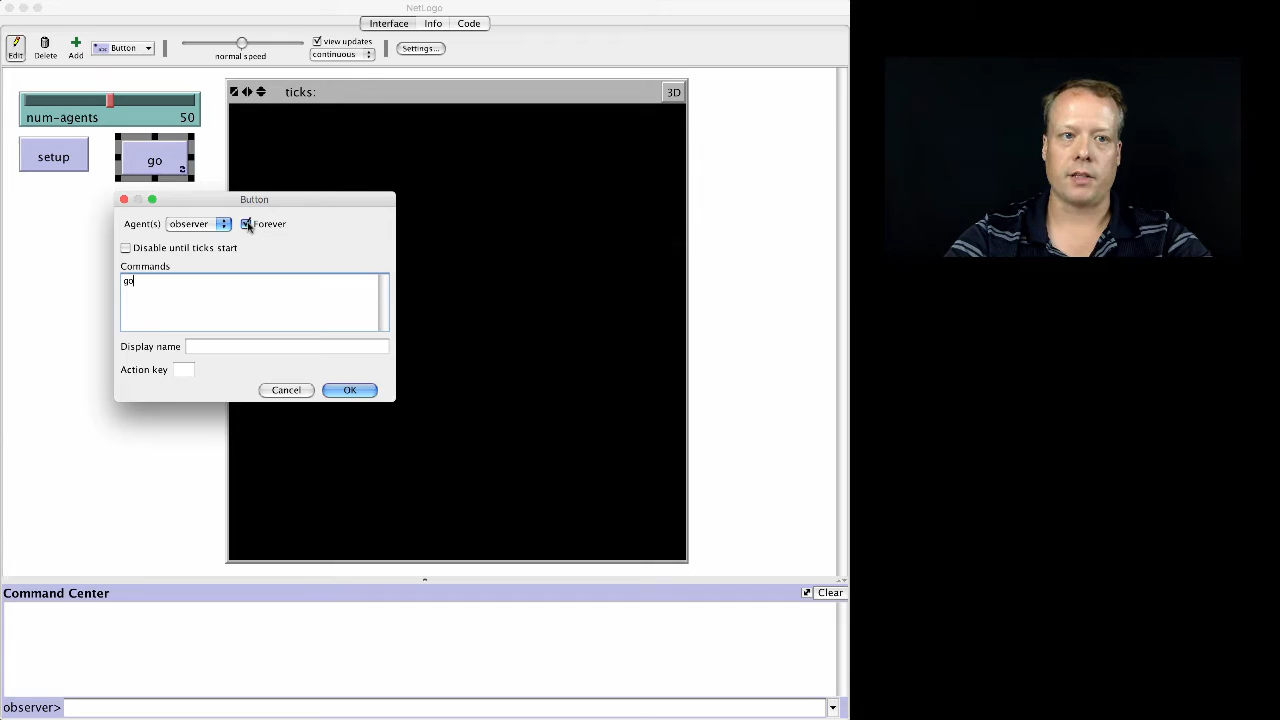 NetLogo
Interface Info Code
Edit Delete Add abc Button normal speed view updates continuous Settings...
num-agents 50
setup go
ticks: 3D
Button
Agent(s) observer Forever
Disable until ticks start
Commands
go
Display name
Action key
Cancel OK
Command Center Clear
observer>